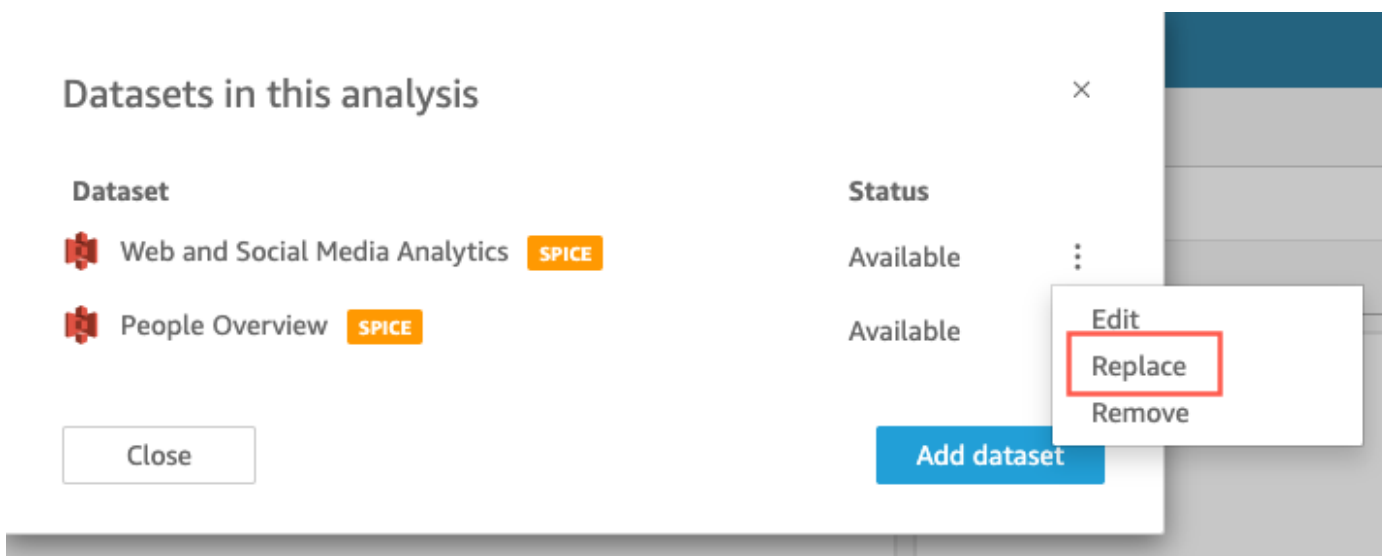 Datasets in this analysis
Dataset Status
Web and Social Media Analytics SPICE Available
People Overview SPICE Available
Edit
Replace
Remove
Close Add dataset